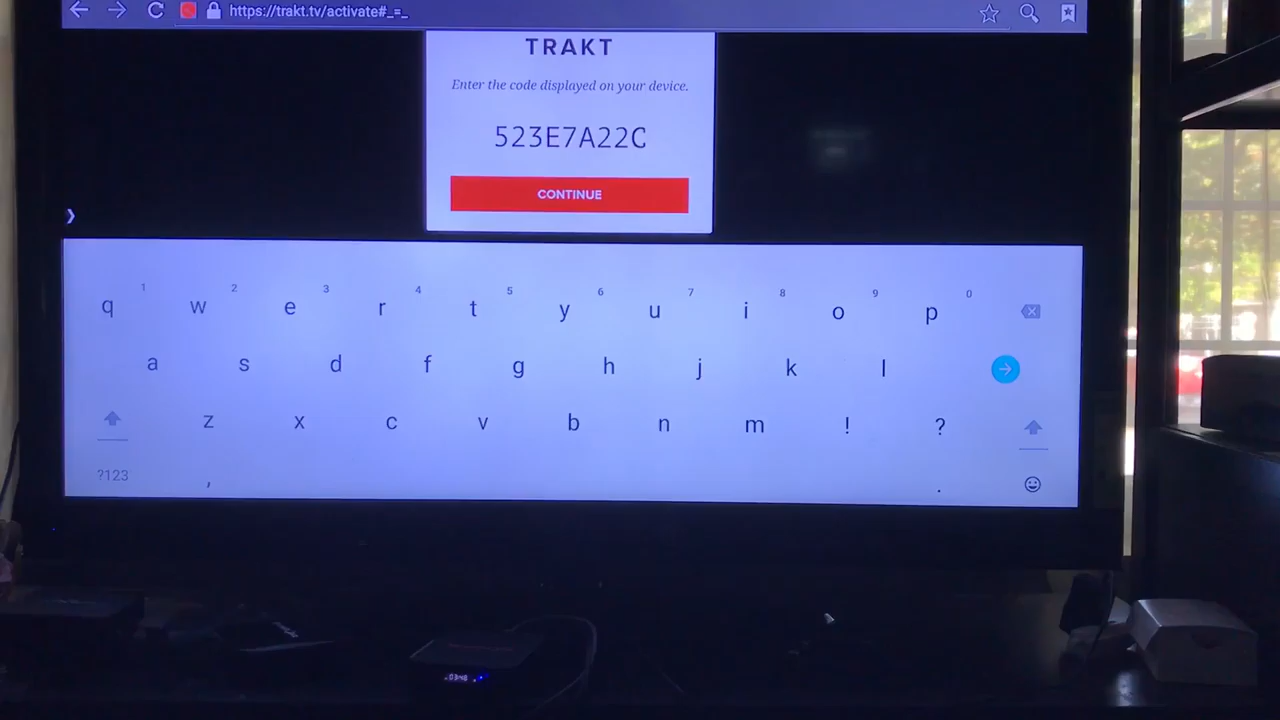 https://trakt.tv/activate#_=_
TRAKT
Enter the code displayed on your device.
523E7A22C
CONTINUE
1 2 3 4 5 6 7 8 9 0
q w e r t y u i o p
a s d f g h j k l
z x c v b n m ! ?
?123 , .